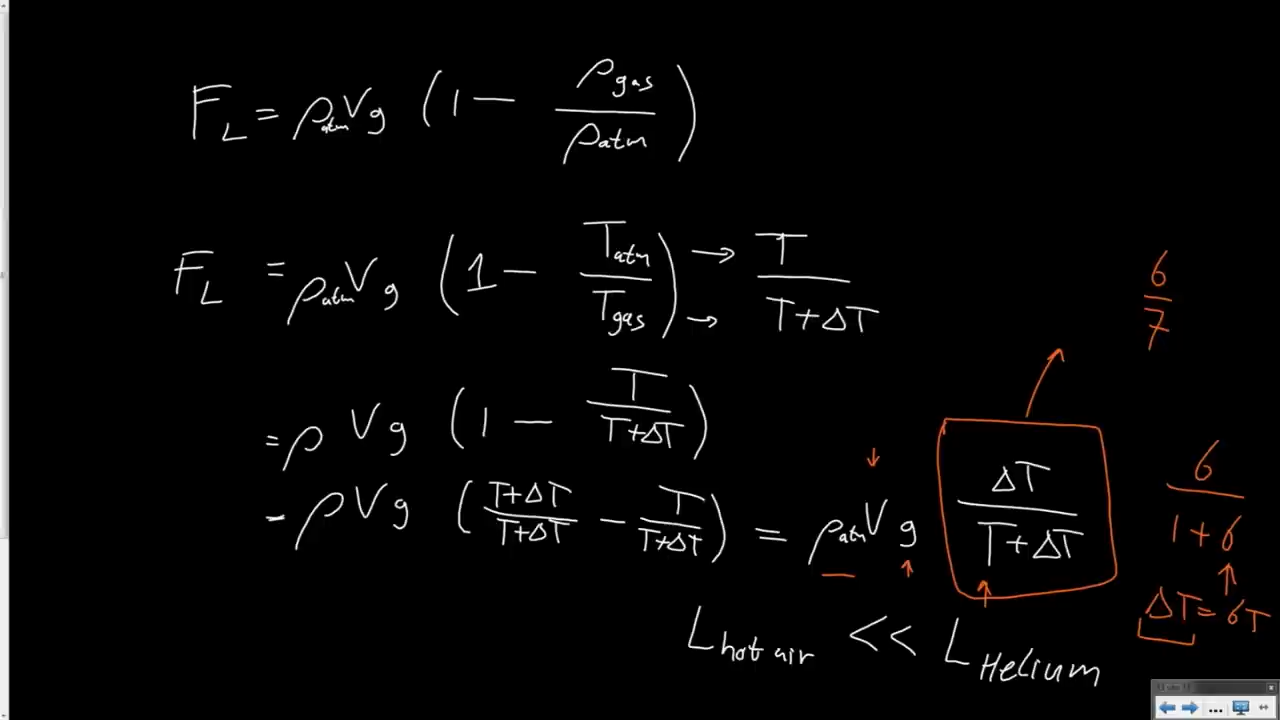 F_L = ρ_atm V g (1 − ρ_gas / ρ_atm)
F_L = ρ_atm V g (1 − T_atm / T_gas) → T / → T+ΔT
6/7
= ρ V g (1 − T / T+ΔT)
- ρ V g (T+ΔT / T+ΔT − T / T+ΔT) = ρ_atm V g ΔT / T+ΔT
6 / 1+6
ΔT = 6T
L_hot air << L_Helium